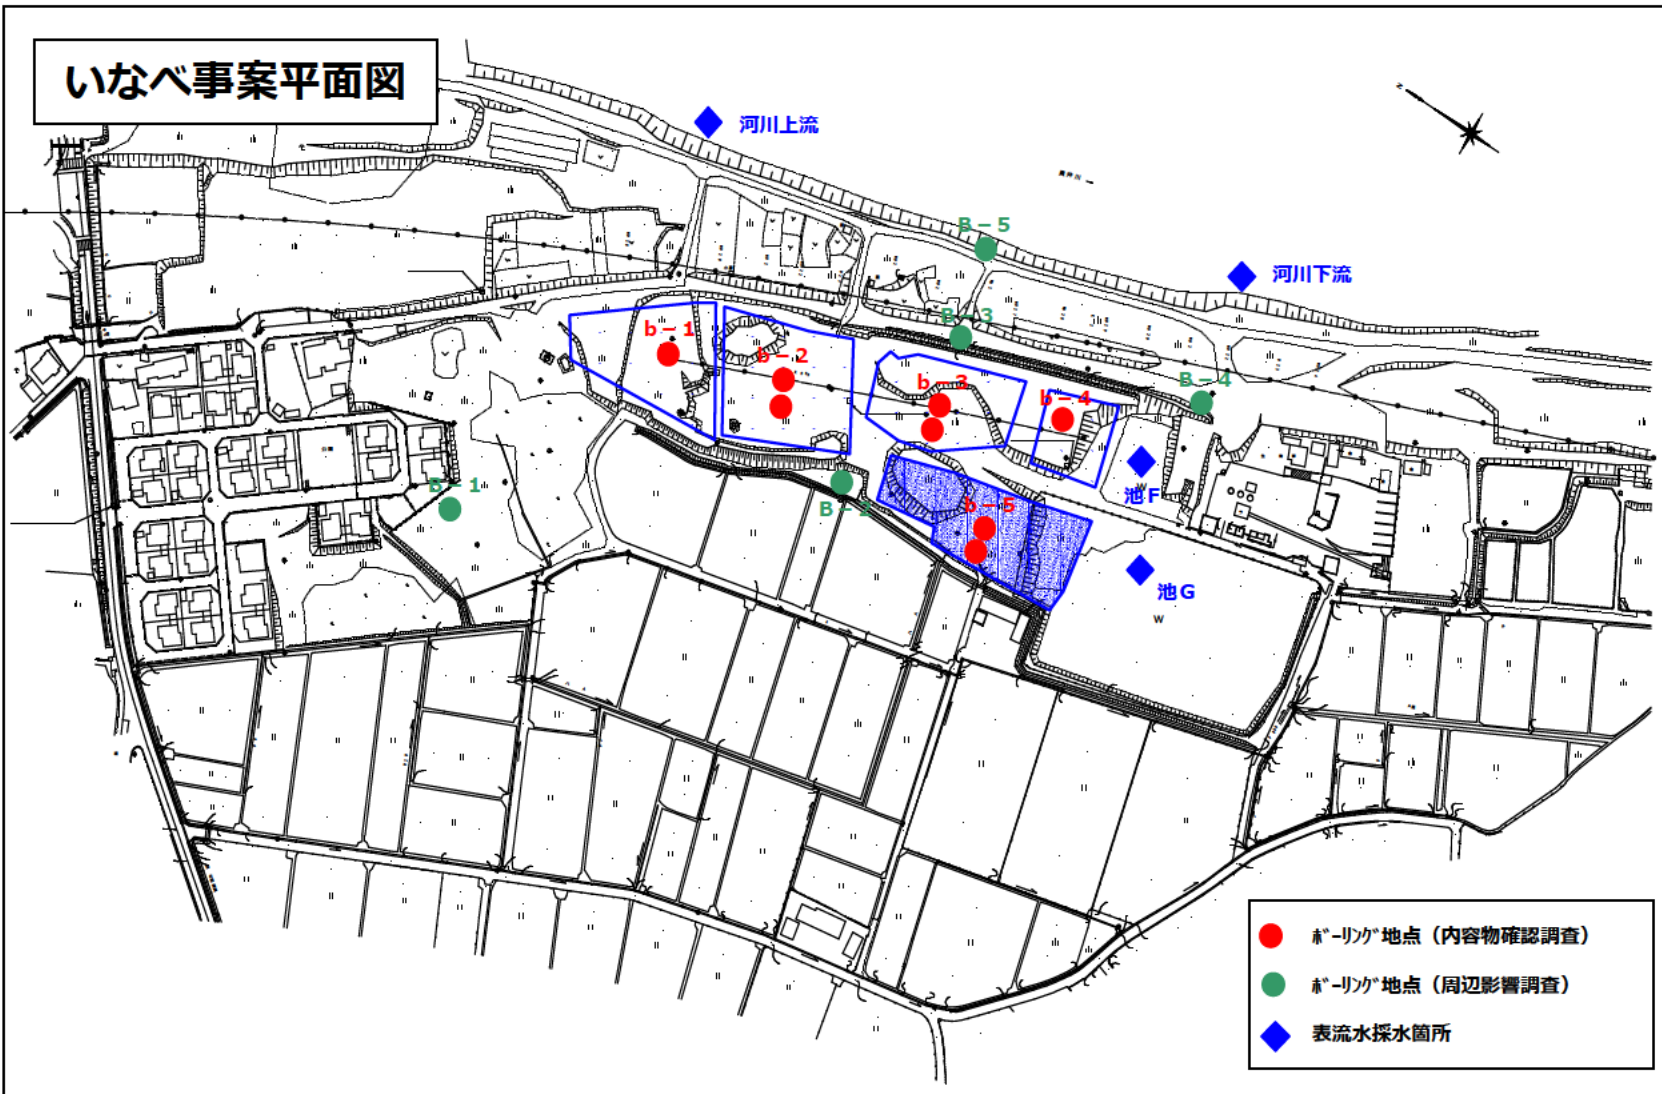 いなべ事案平面図
河川上流
B－5
河川下流
b－1
B－3
b－2
b－3
B－4
b－4
池F
B－1
B－2
b－5
池G
W
W
ﾎﾞｰﾘﾝｸﾞ地点（内容物確認調査）
ﾎﾞｰﾘﾝｸﾞ地点（周辺影響調査）
表流水採水箇所